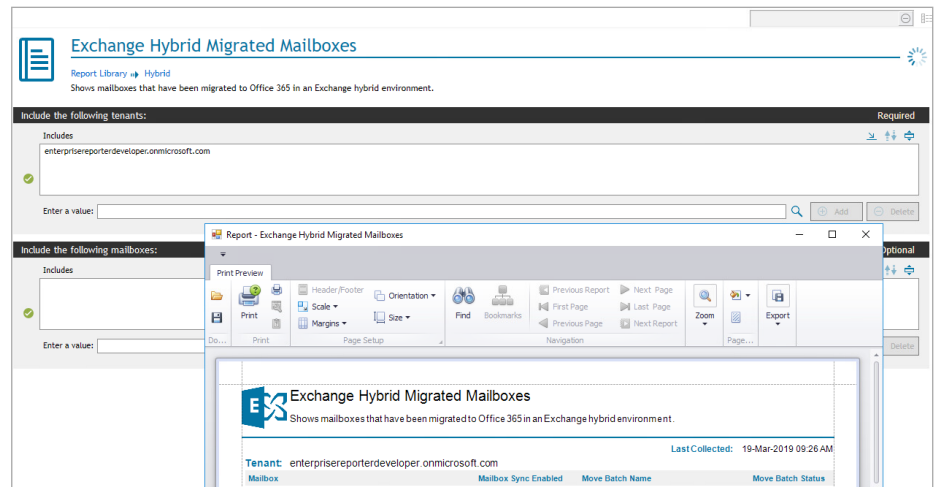 Exchange Hybrid Migrated Mailboxes
Report Library Hybrid
Shows mailboxes that have been migrated to Office 365 in an Exchange hybrid environment.
Include the following tenants: Required
Includes
enterprisereporterdeveloper.onmicrosoft.com
Enter a value: Add Delete
Include the following mailboxes: Optional
Includes
Enter a value: Delete
Report - Exchange Hybrid Migrated Mailboxes
Print Preview
Header/Footer Orientation Previous Report Next Page
Scale First Page Last Page
Print Margins Size Find Bookmarks Previous Page Next Report Zoom Export
Do... Print Page Setup Navigation Page...
E Exchange Hybrid Migrated Mailboxes
Shows mailboxes that have been migrated to Office 365 in an Exchange hybrid environment.
Last Collected: 19-Mar-2019 09:26 AM
Tenant: enterprisereporterdeveloper.onmicrosoft.com
Mailbox Mailbox Sync Enabled Move Batch Name Move Batch Status